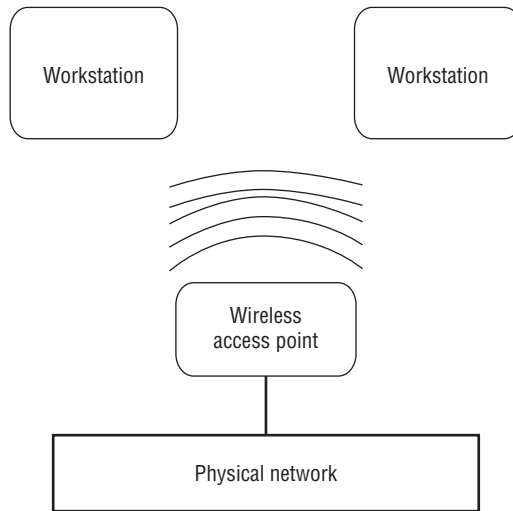 Workstation
Workstation
Wireless
access point
Physical network